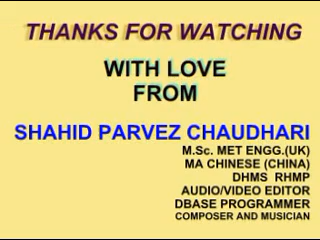 THANKS FOR WATCHING
WITH LOVE
FROM
SHAHID PARVEZ CHAUDHARI
M.Sc. MET ENGG.(UK)
MA CHINESE (CHINA)
DHMS RHMP
AUDIO/VIDEO EDITOR
DBASE PROGRAMMER
COMPOSER AND MUSICIAN